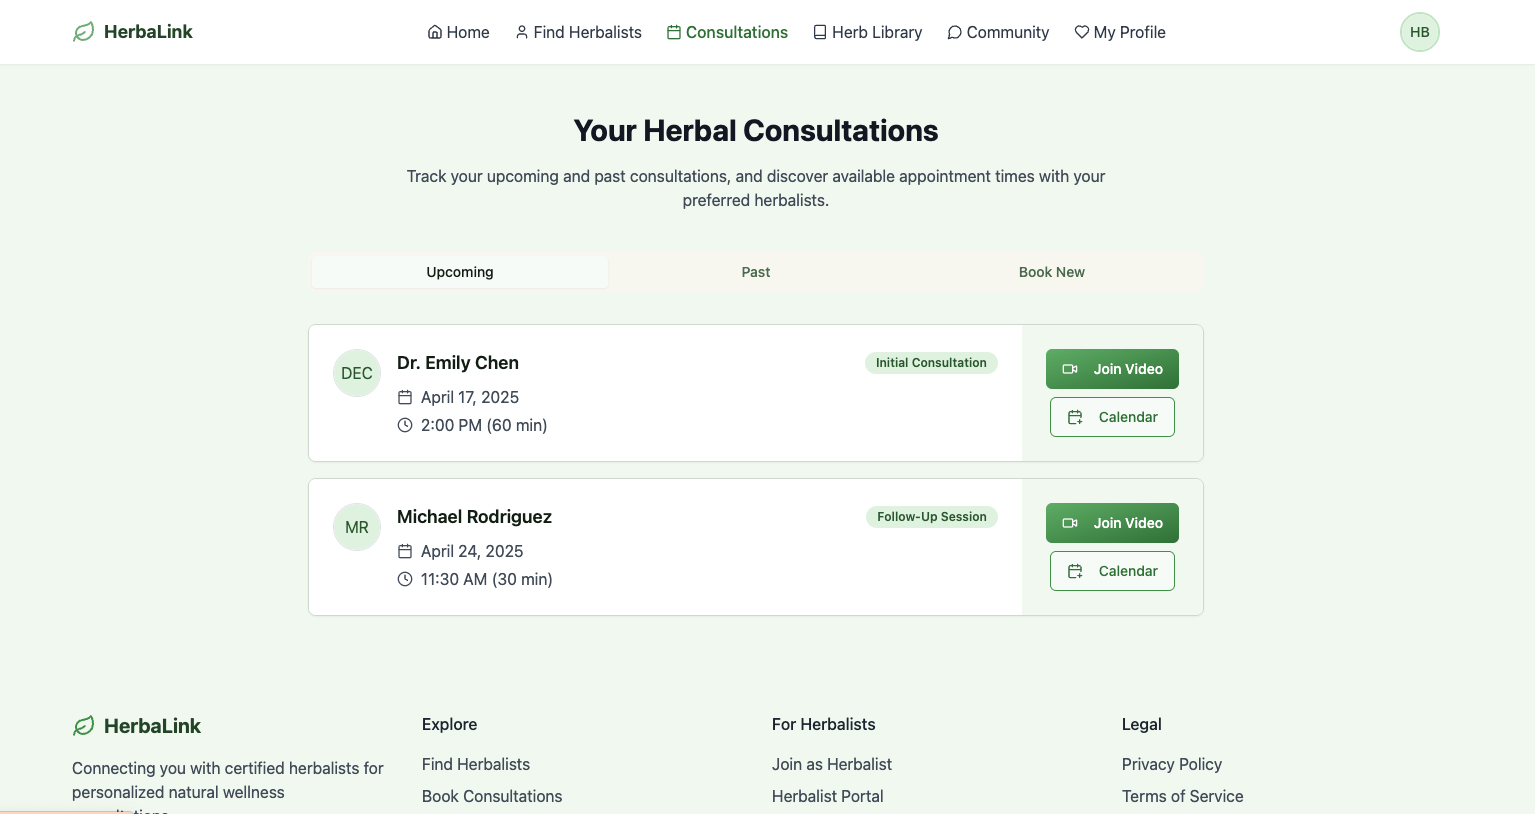 HerbaLink
Home
Find Herbalists
Consultations
Herb Library
Community
My Profile
HB
Your Herbal Consultations
Track your upcoming and past consultations, and discover available appointment times with your
preferred herbalists.
Upcoming
Past
Book New
DEC
Dr. Emily Chen
Initial Consultation
April 17, 2025
2:00 PM (60 min)
Join Video
Calendar
MR
Michael Rodriguez
Follow-Up Session
April 24, 2025
11:30 AM (30 min)
Join Video
Calendar
HerbaLink
Connecting you with certified herbalists for
personalized natural wellness
Explore
Find Herbalists
Book Consultations
For Herbalists
Join as Herbalist
Herbalist Portal
Legal
Privacy Policy
Terms of Service